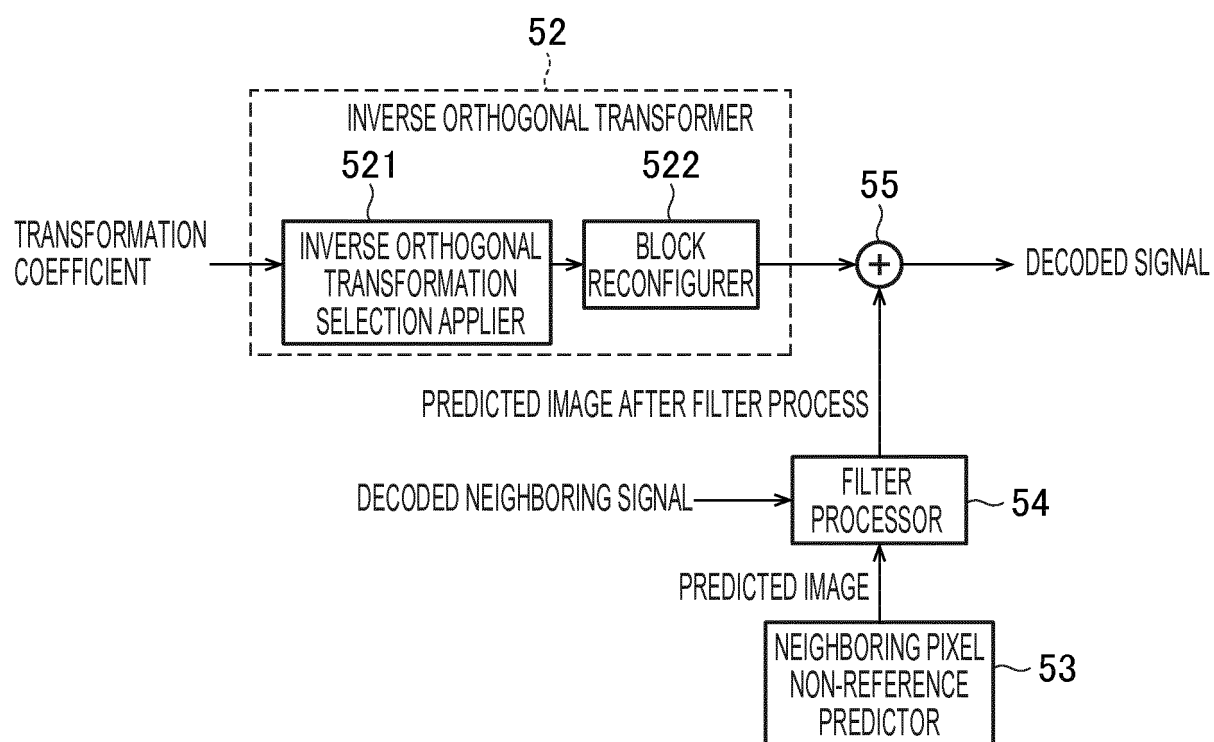 52
INVERSE ORTHOGONAL TRANSFORMER
521
522
55
TRANSFORMATION
COEFFICIENT
INVERSE ORTHOGONAL
TRANSFORMATION
SELECTION APPLIER
BLOCK
RECONFIGURER
+
DECODED SIGNAL
PREDICTED IMAGE AFTER FILTER PROCESS
DECODED NEIGHBORING SIGNAL
FILTER
PROCESSOR
54
PREDICTED IMAGE
NEIGHBORING PIXEL
NON-REFERENCE
PREDICTOR
53